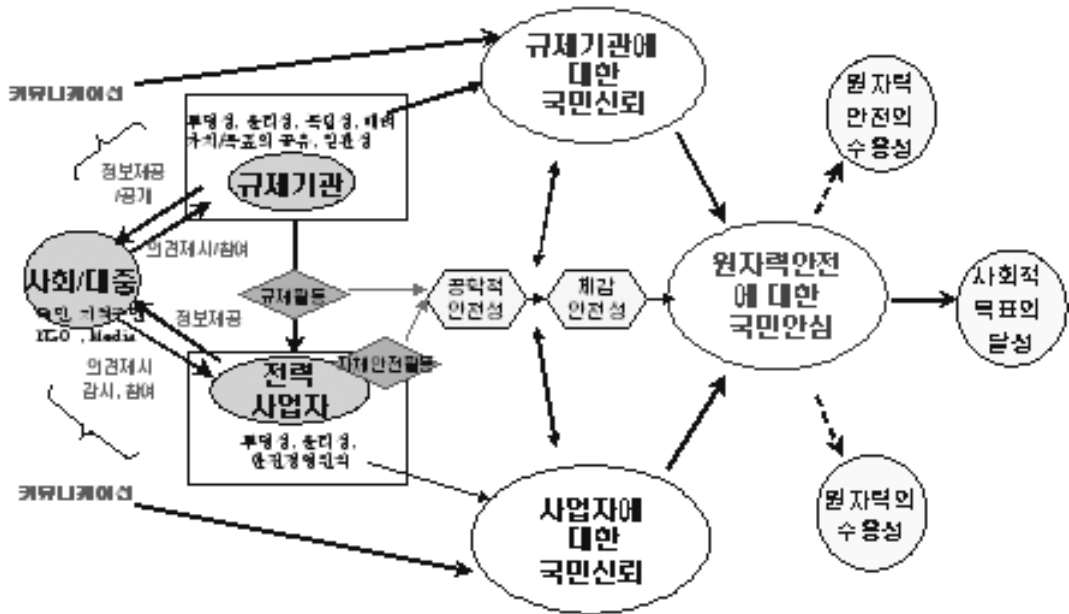 규제기관에
대한
국민신뢰
원자력
안전의
수용성
커뮤니케이션
투명성, 윤리성, 독립성,
가치/목표의 공유, 일관성
정보제공
/공개
규제기관
의견제시/참여
사회/대중
NGO, Media
규제활동
공학적
안전성
체감
안전성
원자력안전
에 대한
국민안심
사회적
목표의
달성
정보제공
자체안전활동
의견제시
감시, 참여
전력
사업자
투명성, 윤리성,
안전경영인식
커뮤니케이션
사업자에
대한
국민신뢰
원자력의
수용성